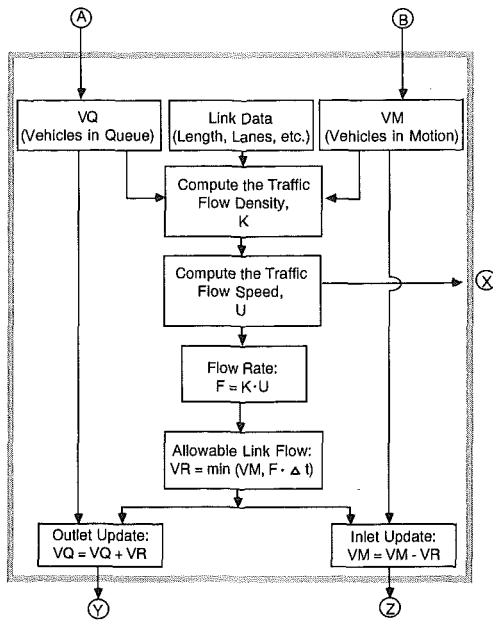 A
B
VQ
(Vehicles in Queue)
Link Data
(Length, Lanes, etc.)
VM
(Vehicles in Motion)
Compute the Traffic
Flow Density,
K
Compute the Traffic
Flow Speed,
U
X
Flow Rate:
F = K · U
Allowable Link Flow:
VR = min (VM, F · Δ t)
Outlet Update:
VQ = VQ + VR
Inlet Update:
VM = VM - VR
Y
Z